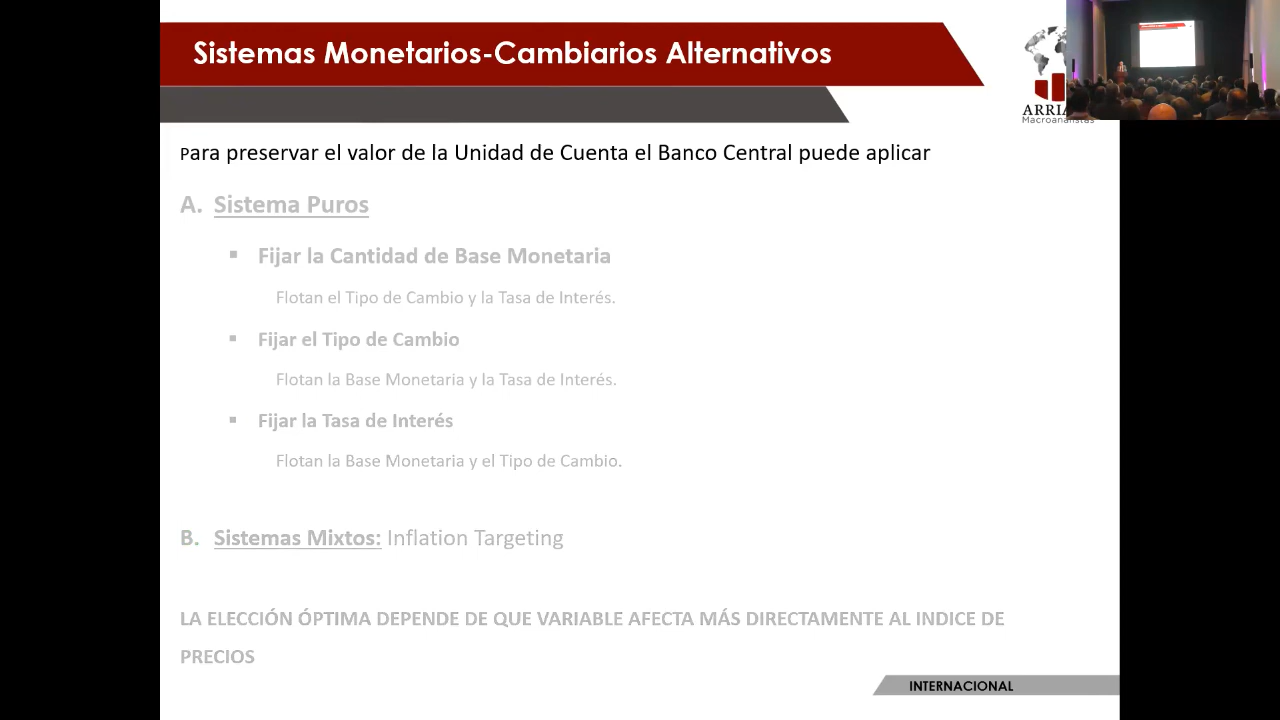 Sistemas Monetarios-Cambiarios Alternativos
ARRIA
Macroanalistas
Para preservar el valor de la Unidad de Cuenta el Banco Central puede aplicar
A. Sistema Puros
▪ Fijar la Cantidad de Base Monetaria
Flotan el Tipo de Cambio y la Tasa de Interés.
▪ Fijar el Tipo de Cambio
Flotan la Base Monetaria y la Tasa de Interés.
▪ Fijar la Tasa de Interés
Flotan la Base Monetaria y el Tipo de Cambio.
B. Sistemas Mixtos: Inflation Targeting
LA ELECCIÓN ÓPTIMA DEPENDE DE QUE VARIABLE AFECTA MÁS DIRECTAMENTE AL INDICE DE
PRECIOS
INTERNACIONAL